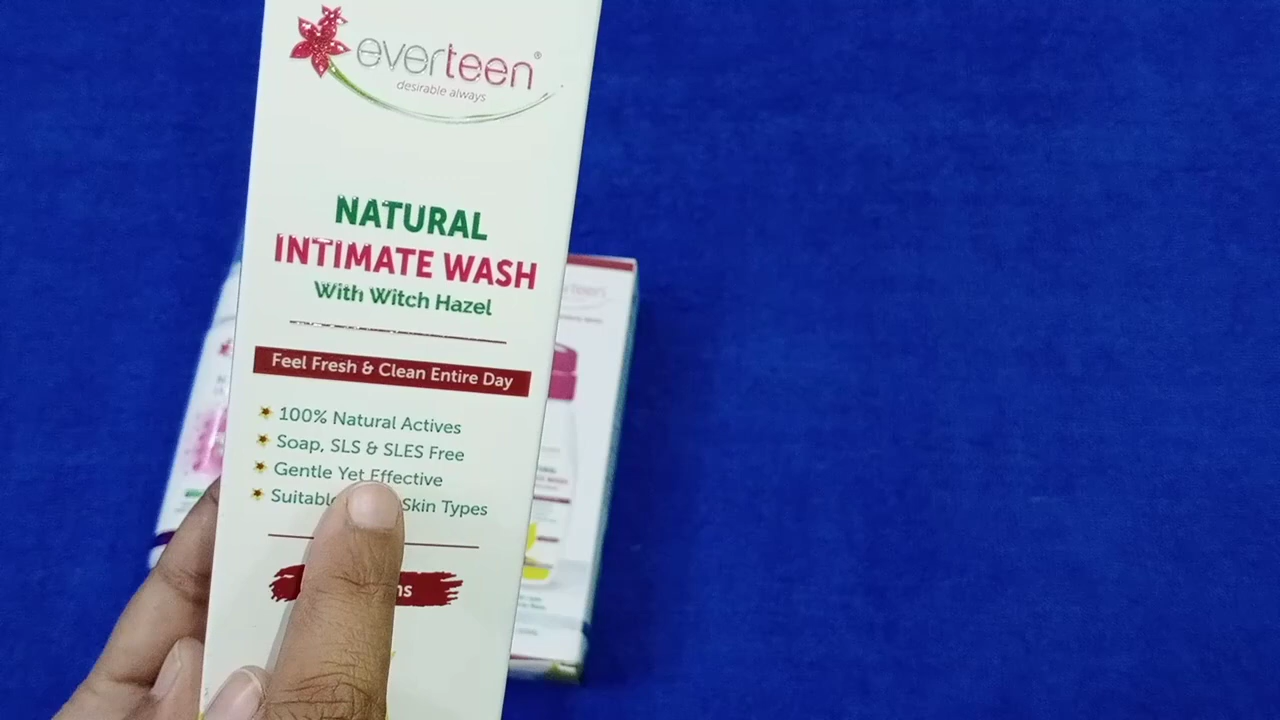 everteen®
desirable always
NATURAL
INTIMATE WASH
With Witch Hazel
Feel Fresh & Clean Entire Day
100% Natural Actives
Soap, SLS & SLES Free
Gentle Yet Effective
Skin Types